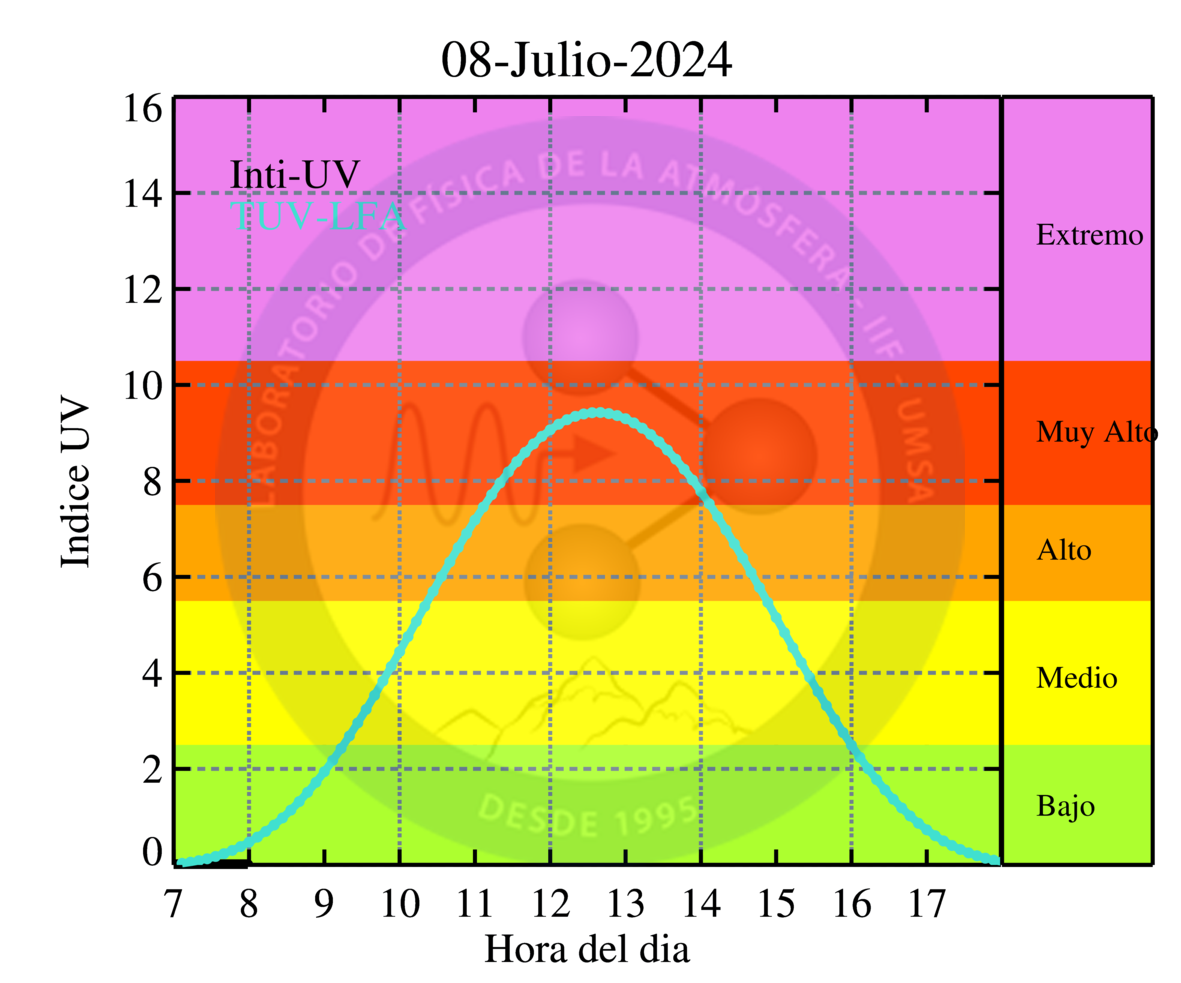 08-Julio-2024
Indice UV
16
14
12
10
8
6
4
2
0
Inti-UV
TUV-LFA
LABORATORIO DE FÍSICA DE LA ATMÓSFERA - IIF - UMSA
DESDE 1995
Extremo
Muy Alto
Alto
Medio
Bajo
7 8 9 10 11 12 13 14 15 16 17
Hora del dia